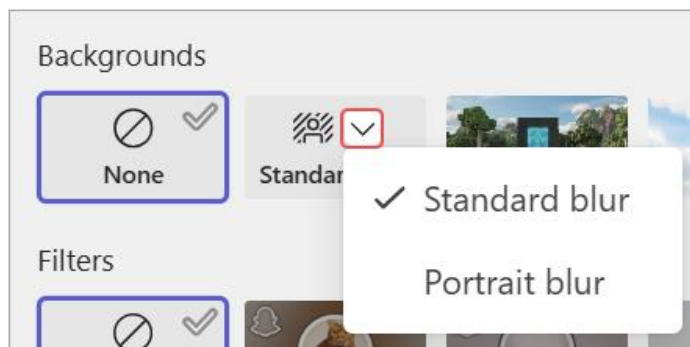 Backgrounds
None
Standar
Standard blur
Portrait blur
Filters